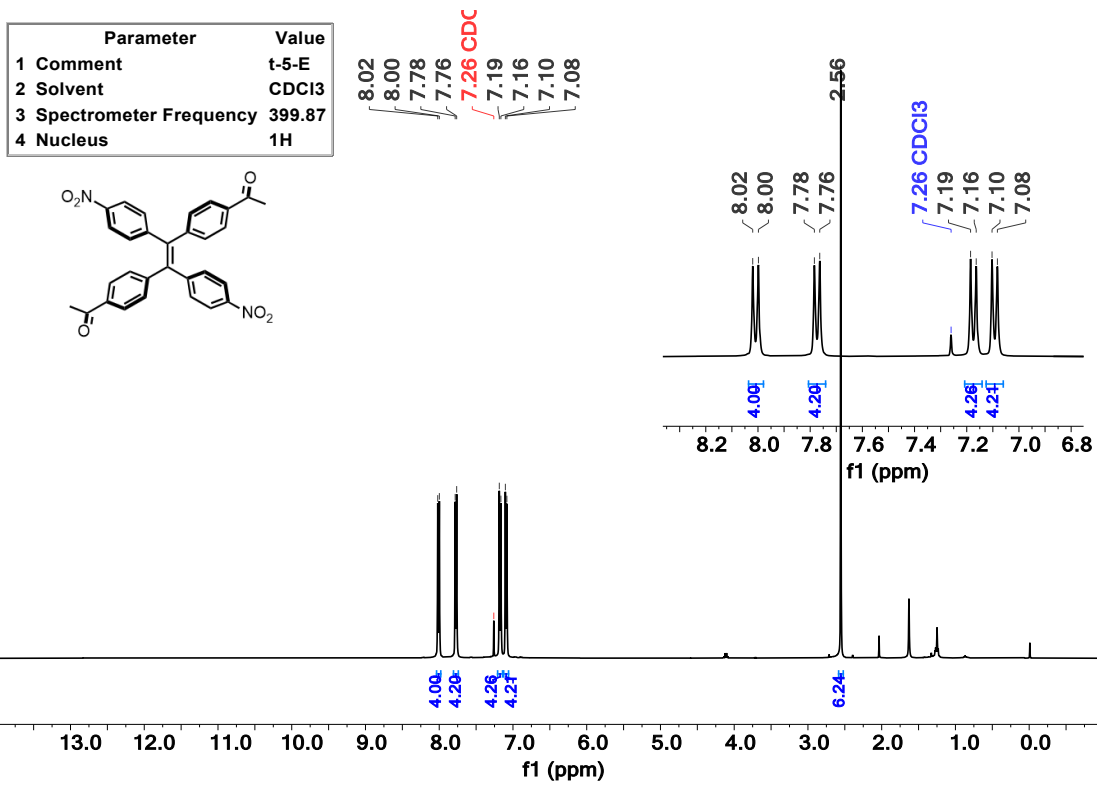 Parameter Value
1 Comment t-5-E
2 Solvent CDCl3
3 Spectrometer Frequency 399.87
4 Nucleus 1H
8.02
8.00
7.78
7.76
7.26 CDC
7.19
7.16
7.10
7.08
2.56
8.02
8.00
7.78
7.76
7.26 CDCl3
7.19
7.16
7.10
7.08
O2N
O
O
NO2
4.00
4.20
4.26
4.21
8.2 8.0 7.8 7.6 7.4 7.2 7.0 6.8
f1 (ppm)
4.00
4.20
4.26
4.21
6.24
13.0 12.0 11.0 10.0 9.0 8.0 7.0 6.0 5.0 4.0 3.0 2.0 1.0 0.0
f1 (ppm)